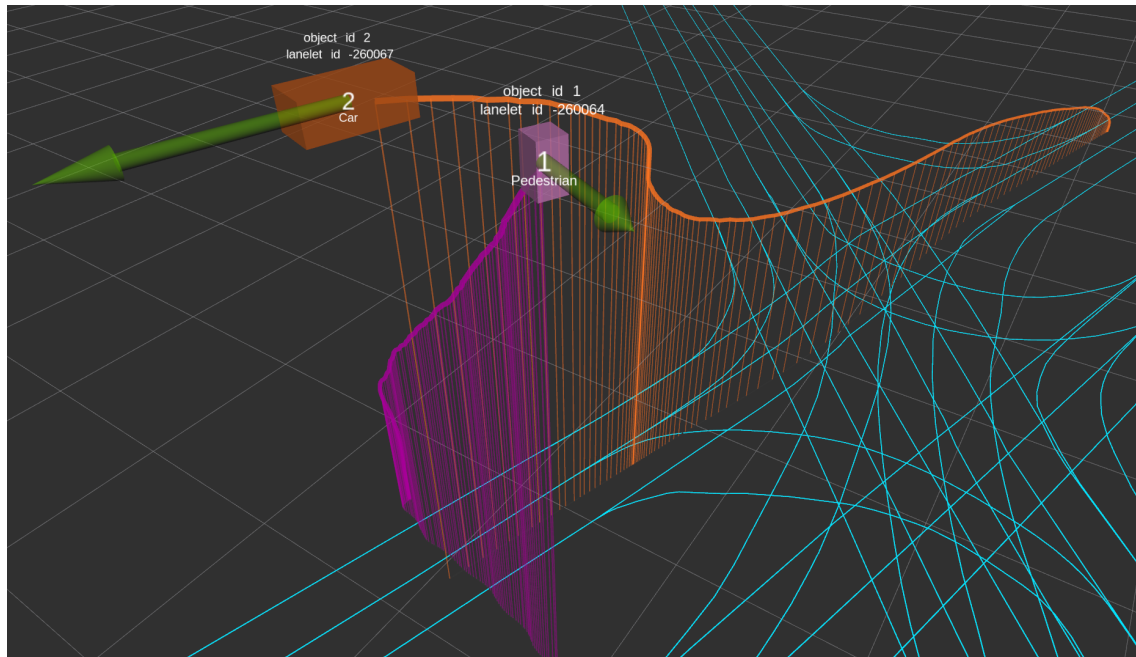 object id 2
lanelet id -260067
2
Car
object id 1
lanelet id -260064
1
Pedestrian